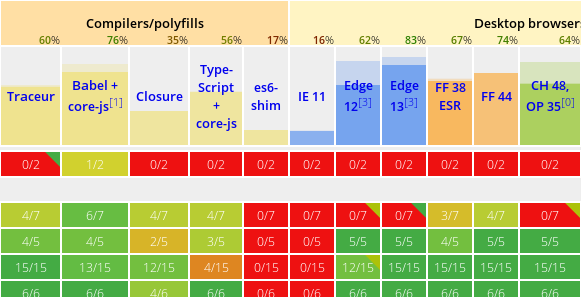 Compilers/polyfills Desktop browsers
60% 76% 35% 56% 17% 16% 62% 83% 67% 74% 64%
Traceur Babel + core-js[1] Closure Type-Script + core-js es6-shim IE 11 Edge 12[3] Edge 13[3] FF 38 ESR FF 44 CH 48, OP 35[0]
0/2 1/2 0/2 0/2 0/2 0/2 0/2 0/2 0/2 0/2 0/2
4/7 6/7 4/7 4/7 0/7 0/7 0/7 0/7 3/7 4/7 0/7
4/5 4/5 2/5 3/5 0/5 0/5 5/5 5/5 5/5 5/5 5/5
15/15 13/15 12/15 4/15 0/15 0/15 12/15 15/15 15/15 15/15 15/15
6/6 6/6 4/6 6/6 0/6 0/6 6/6 6/6 6/6 6/6 6/6